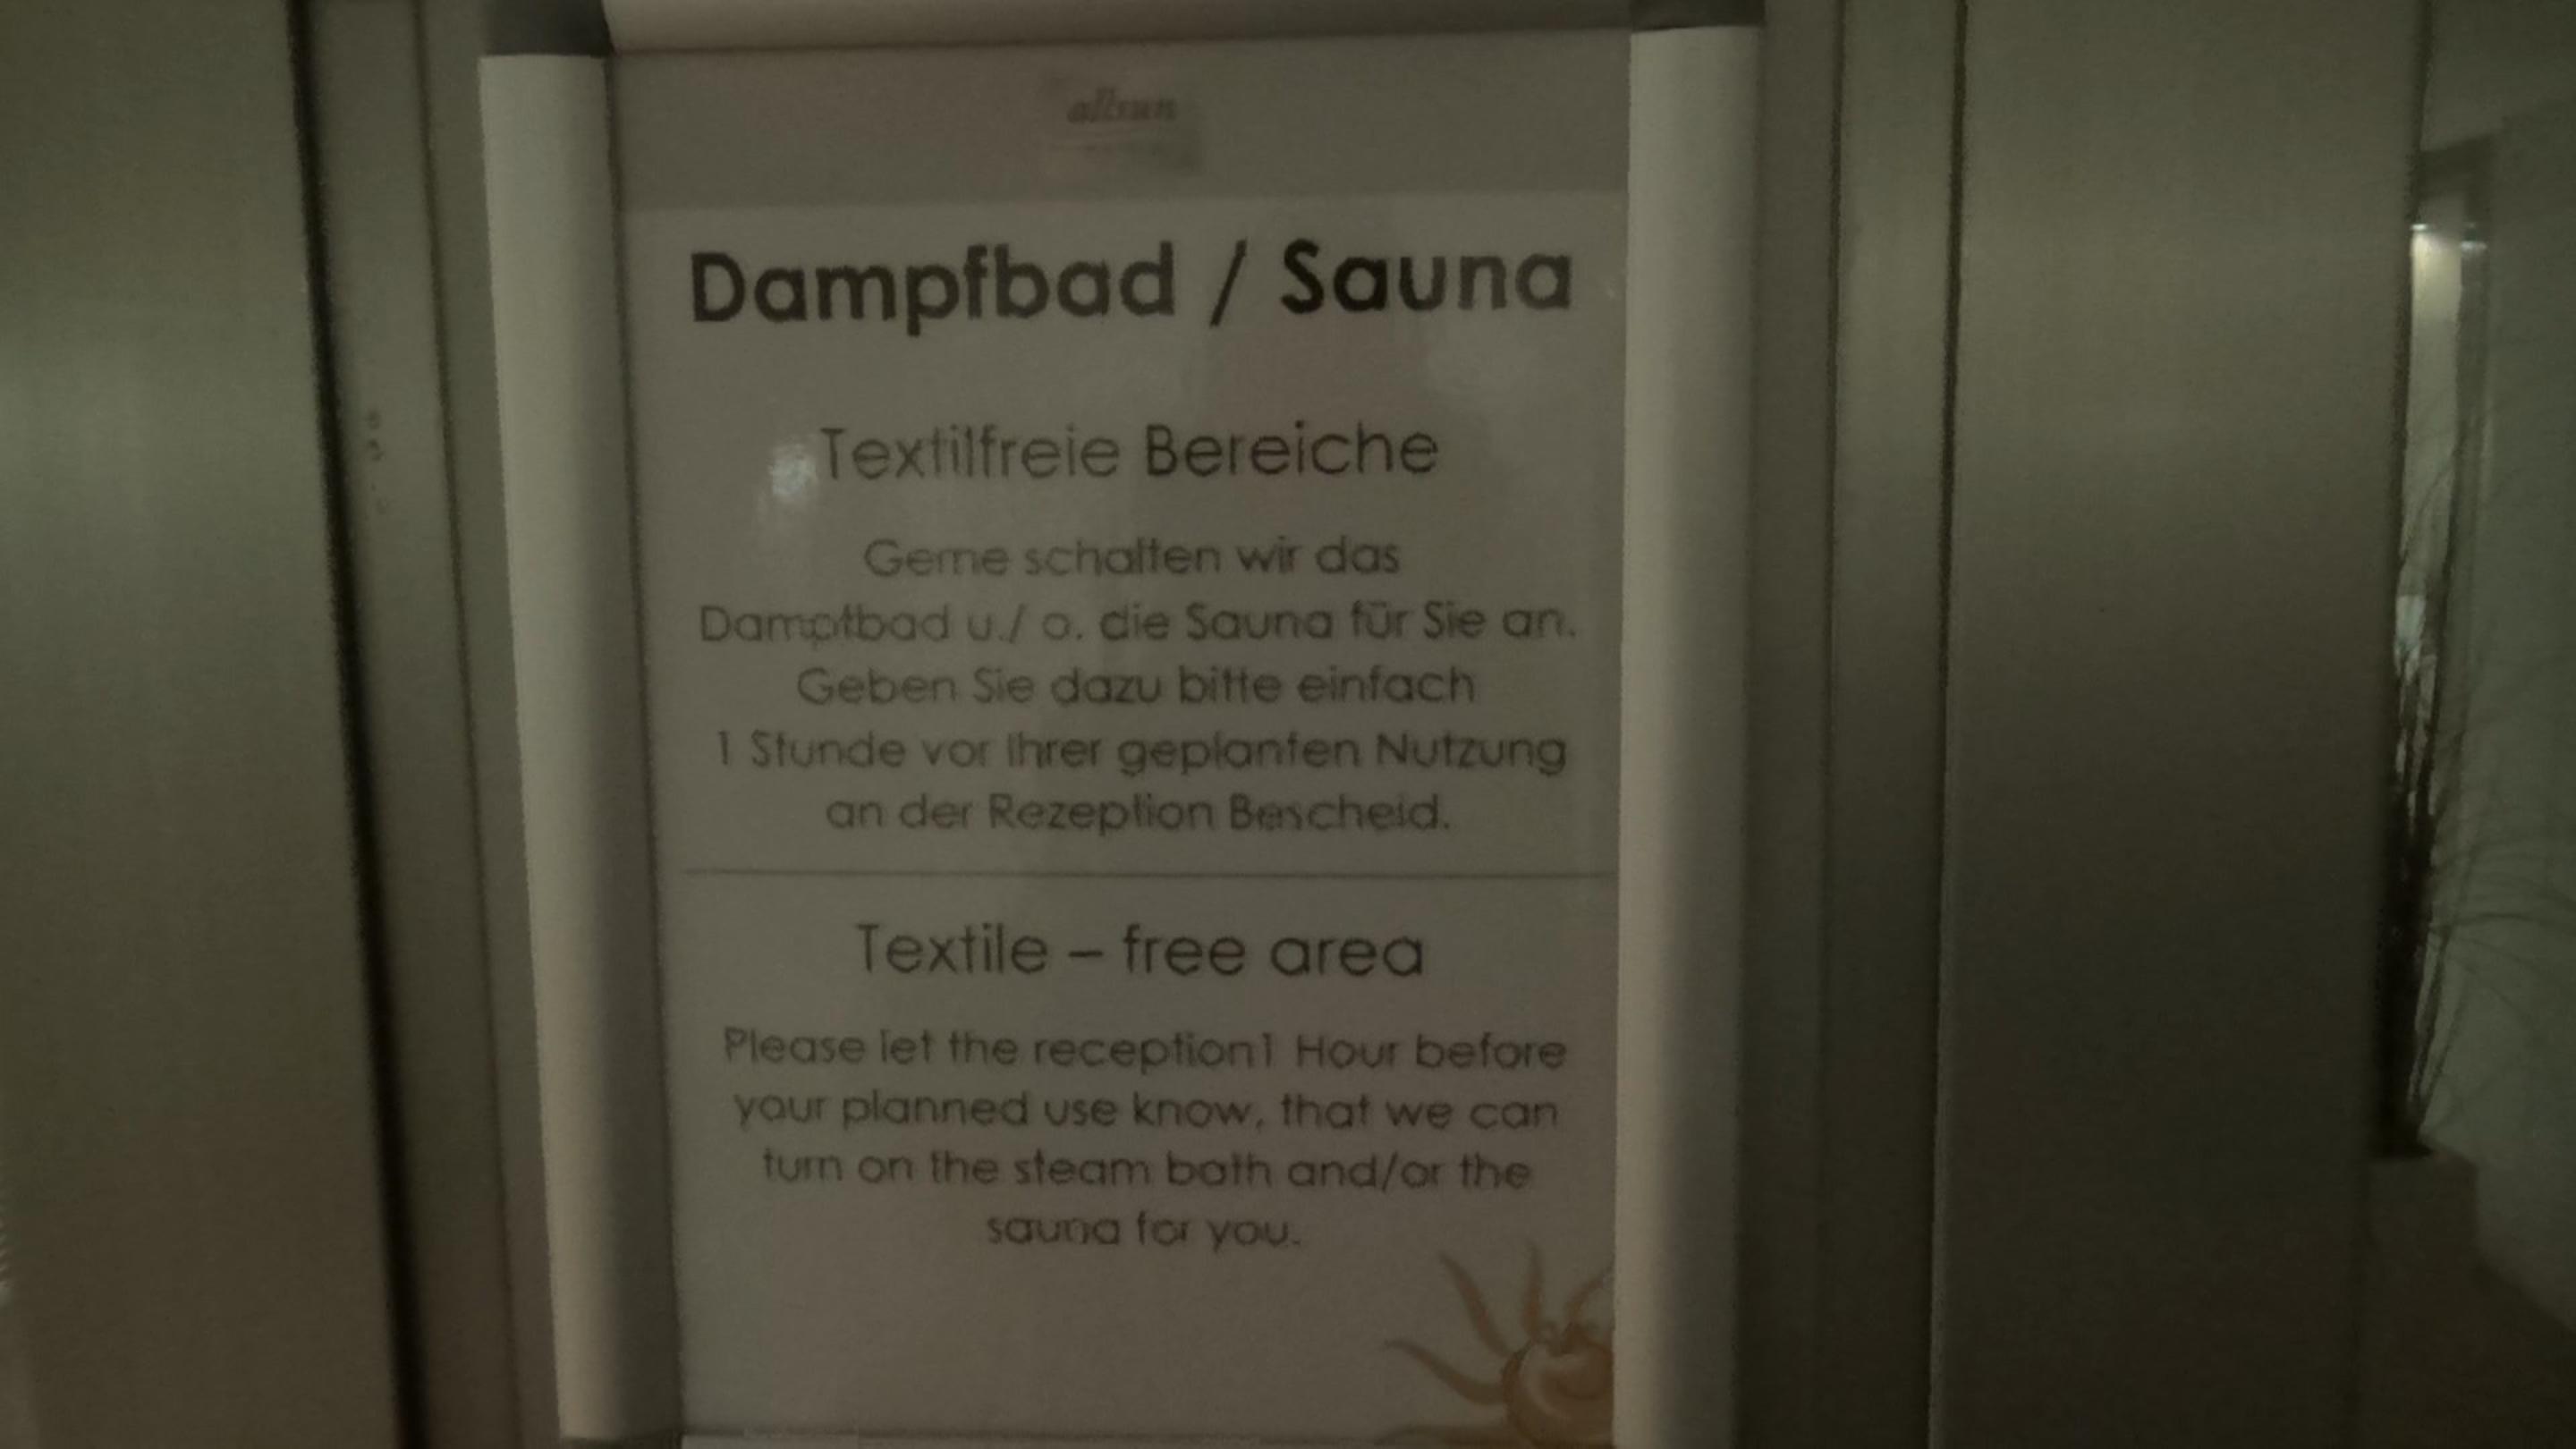 allsun
Dampfbad / Sauna
Textilfreie Bereiche
Gerne schalten wir das
Dampfbad u./ o. die Sauna für Sie an.
Geben Sie dazu bitte einfach
1 Stunde vor Ihrer geplanten Nutzung
an der Rezeption Bescheid.
Textile – free area
Please let the reception1 Hour before
your planned use know, that we can
turn on the steam bath and/or the
sauna for you.